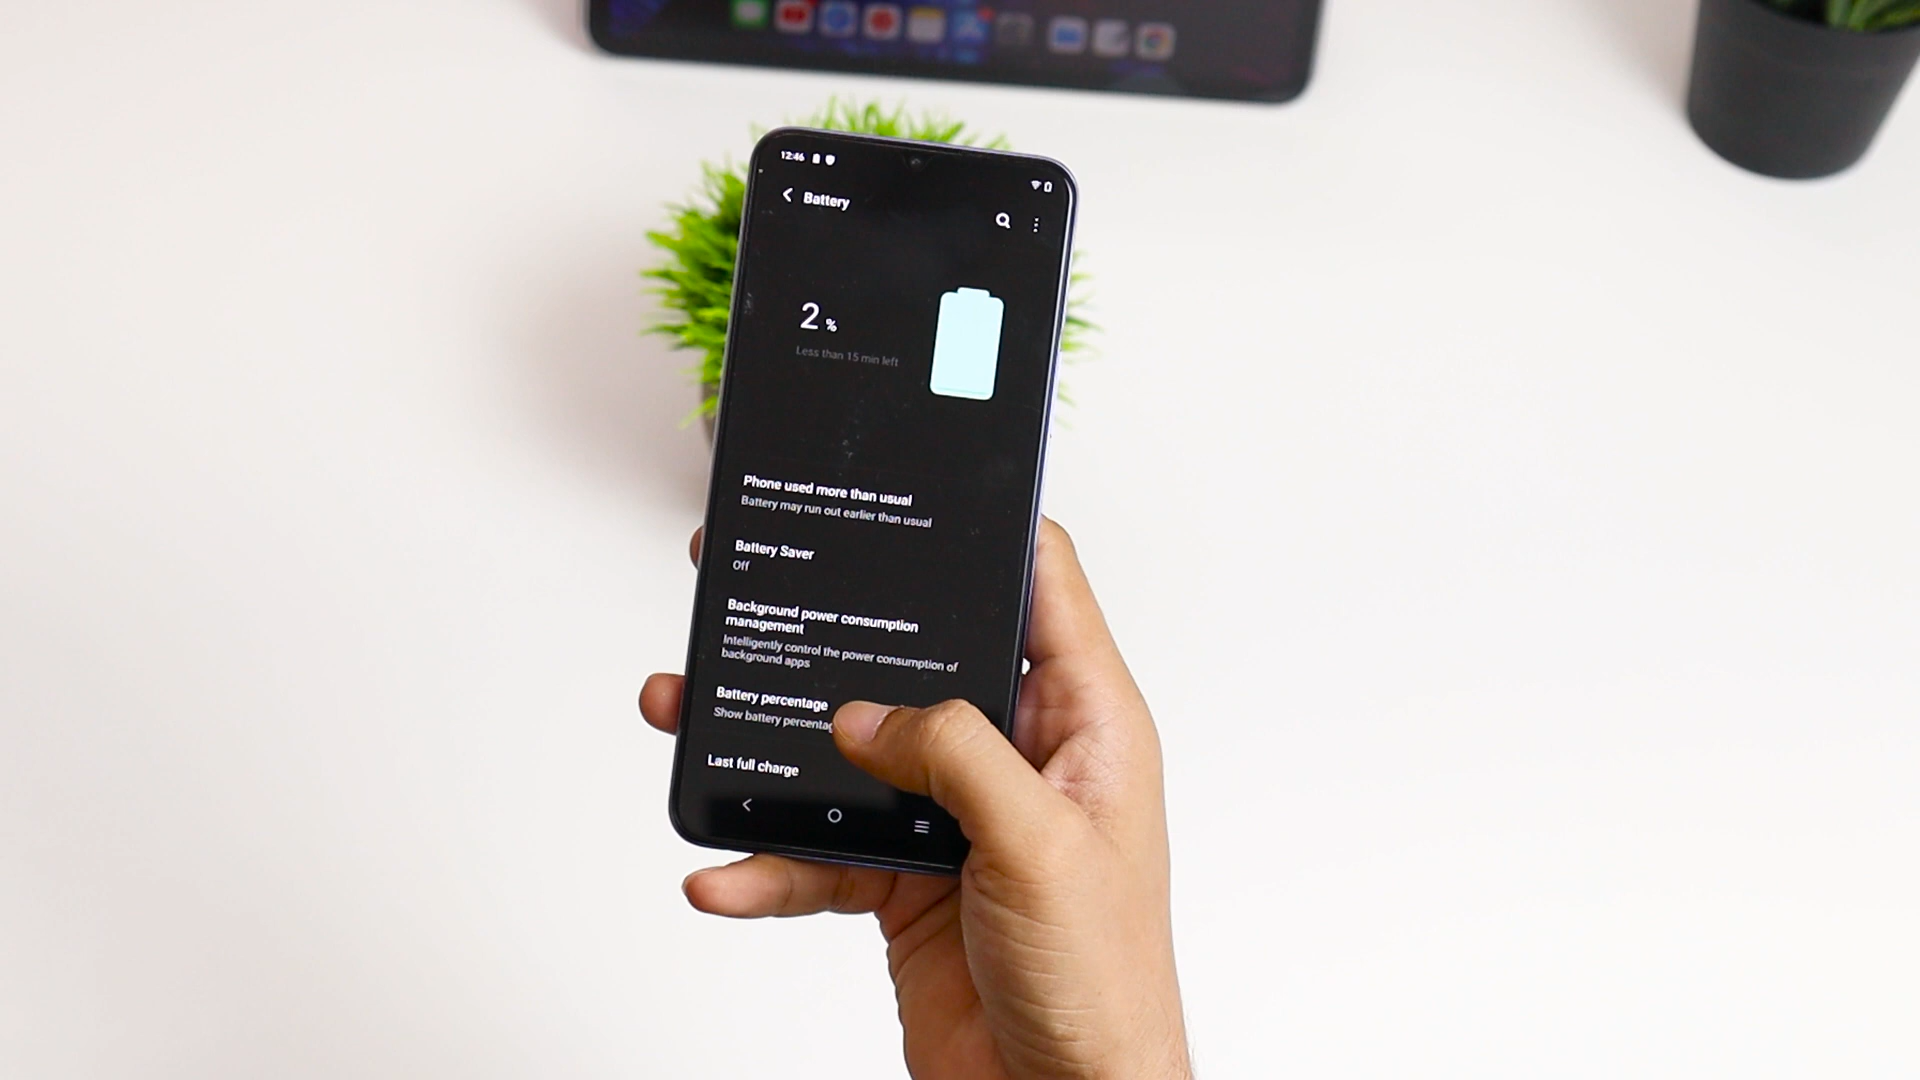 12:46
Battery
2 %
Less than 15 min left
Phone used more than usual
Battery may run out earlier than usual
Battery Saver
Off
Background power consumption
management
Intelligently control the power consumption of
background apps
Battery percentage
Show battery
Last full charge